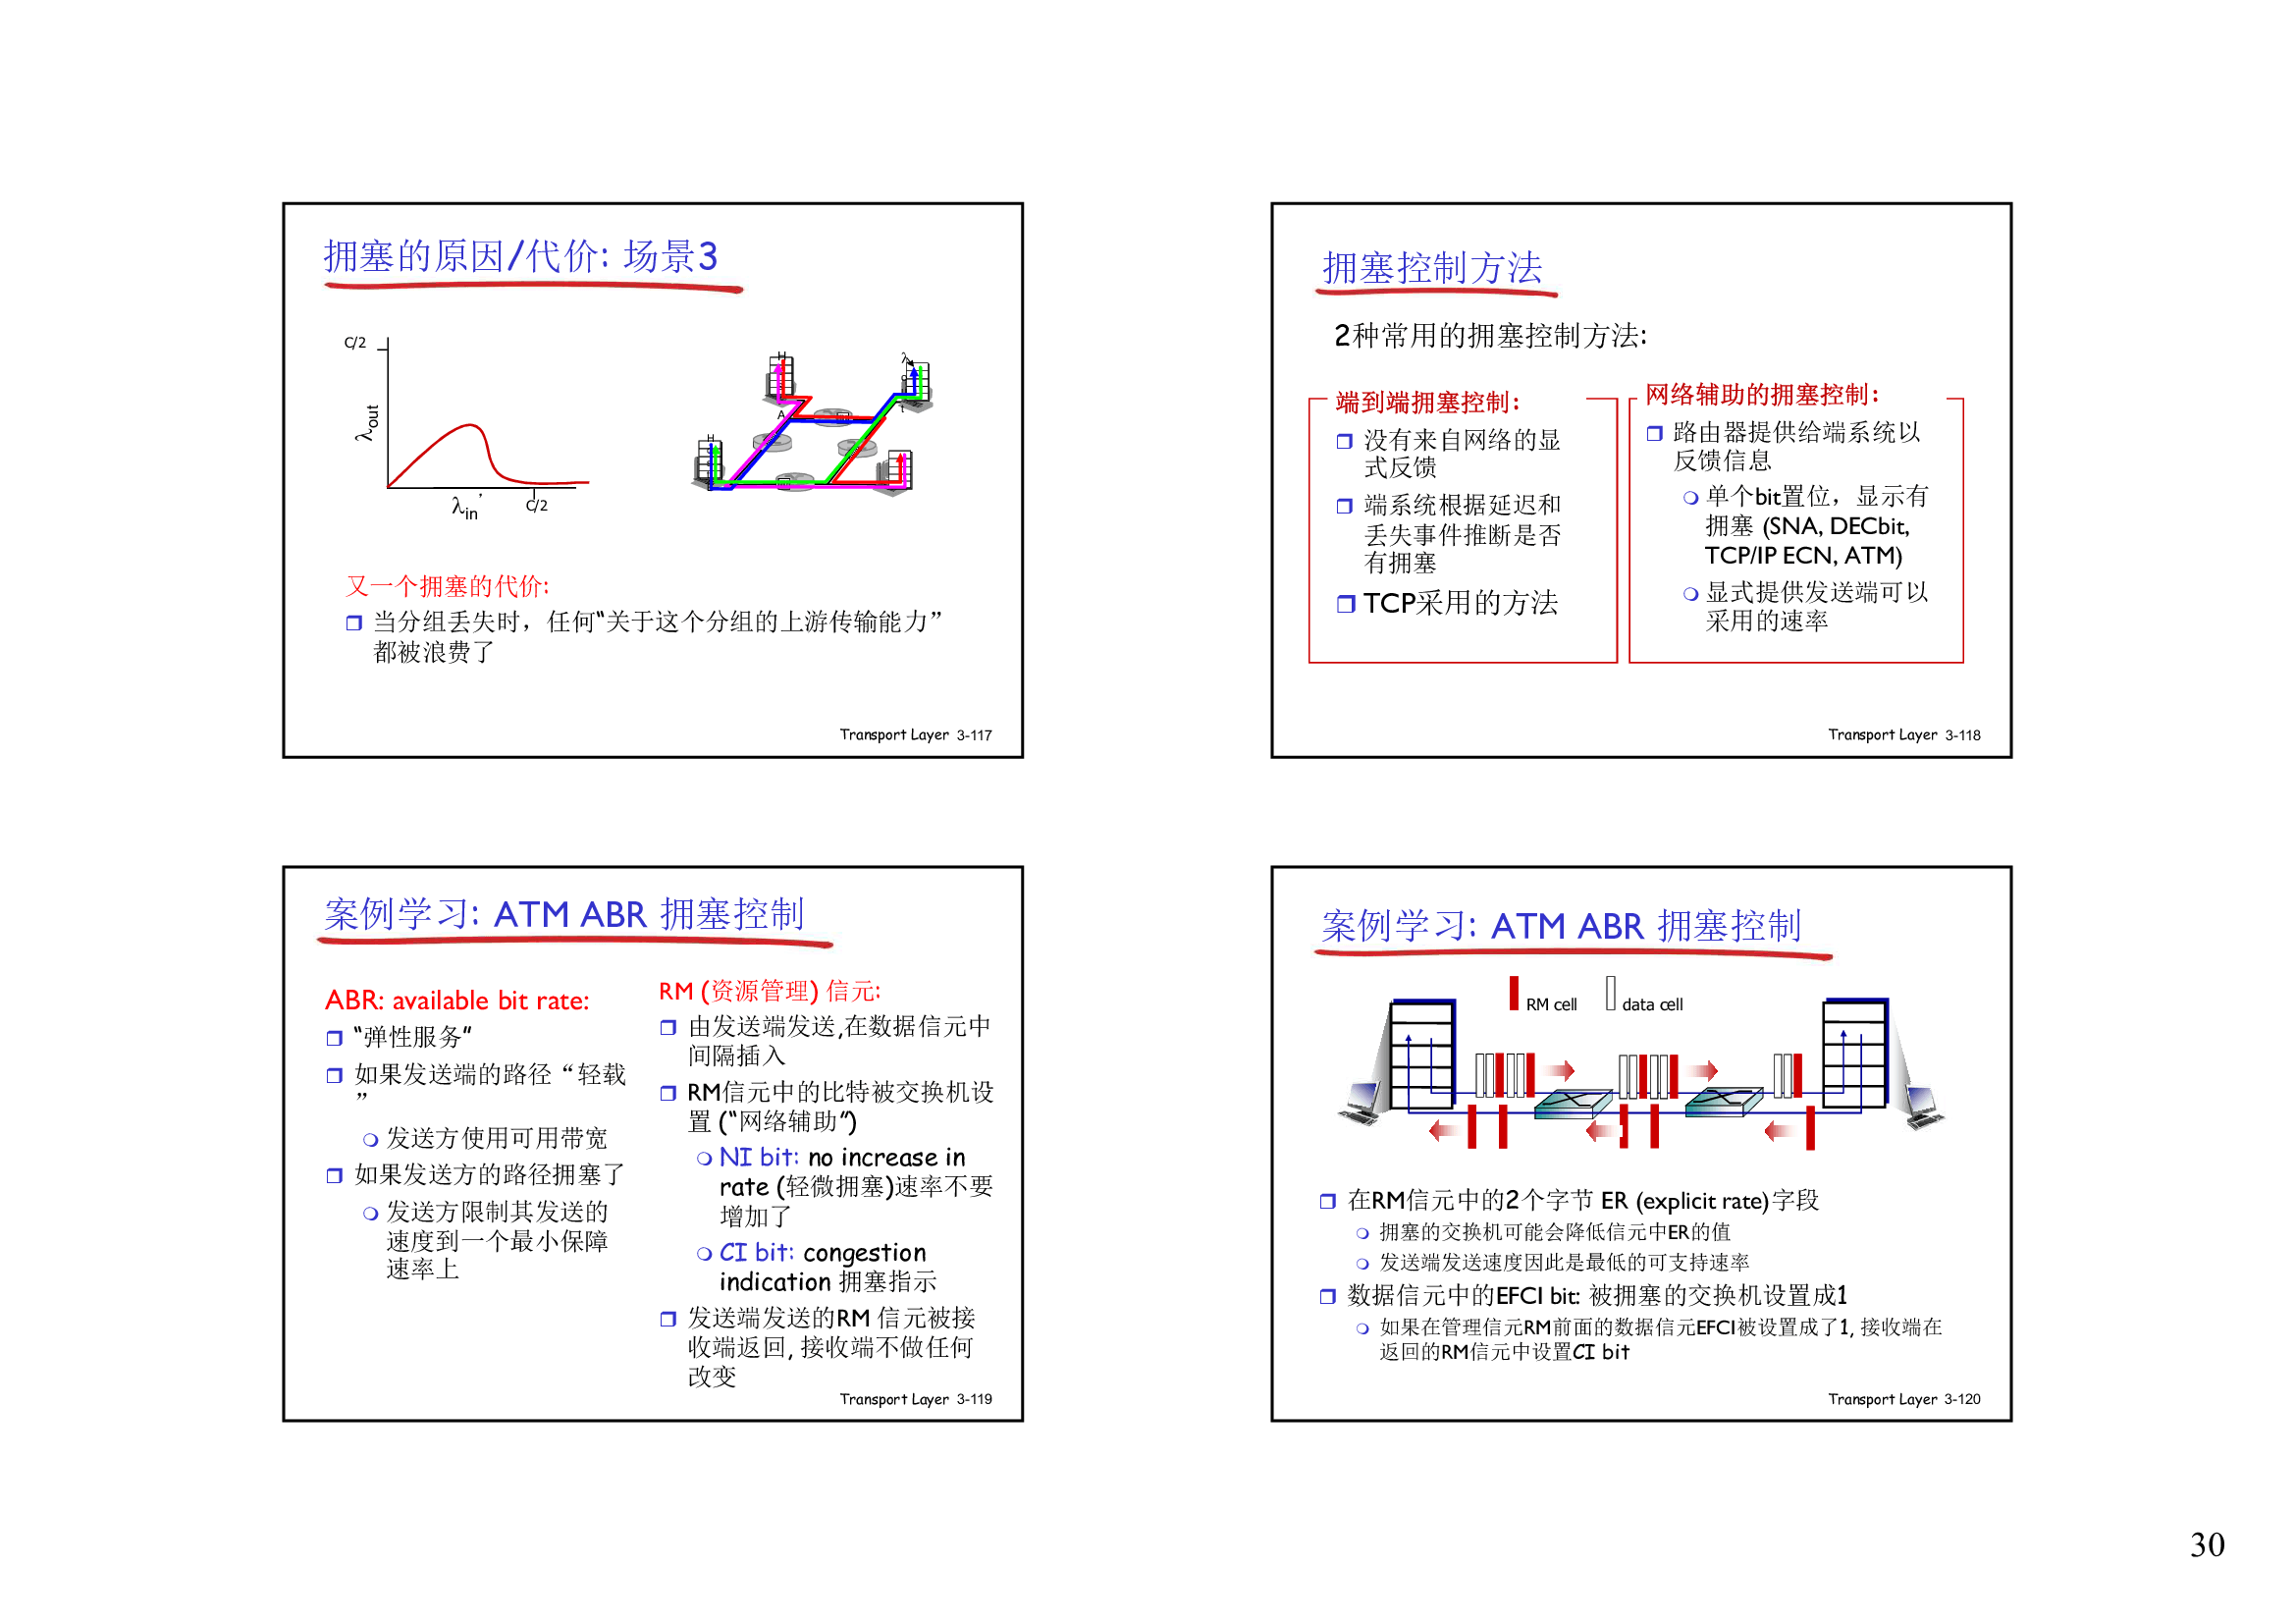 拥塞的原因/代价: 场景3
C/2
λout
λin’
C/2
H
A
H
λ
又一个拥塞的代价:
当分组丢失时，任何“关于这个分组的上游传输能力”
都被浪费了
Transport Layer 3-117
拥塞控制方法
2种常用的拥塞控制方法:
端到端拥塞控制:
没有来自网络的显
式反馈
端系统根据延迟和
丢失事件推断是否
有拥塞
TCP采用的方法
网络辅助的拥塞控制:
路由器提供给端系统以
反馈信息
单个bit置位，显示有
拥塞 (SNA, DECbit,
TCP/IP ECN, ATM)
显式提供发送端可以
采用的速率
Transport Layer 3-118
案例学习: ATM ABR 拥塞控制
ABR: available bit rate:
“弹性服务”
如果发送端的路径“轻载
”
发送方使用可用带宽
如果发送方的路径拥塞了
发送方限制其发送的
速度到一个最小保障
速率上
RM (资源管理) 信元:
由发送端发送,在数据信元中
间隔插入
RM信元中的比特被交换机设
置 (“网络辅助”)
NI bit: no increase in
rate (轻微拥塞)速率不要
增加了
CI bit: congestion
indication 拥塞指示
发送端发送的RM 信元被接
收端返回, 接收端不做任何
改变
Transport Layer 3-119
案例学习: ATM ABR 拥塞控制
RM cell
data cell
在RM信元中的2个字节 ER (explicit rate)字段
拥塞的交换机可能会降低信元中ER的值
发送端发送速度因此是最低的可支持速率
数据信元中的EFCI bit: 被拥塞的交换机设置成1
如果在管理信元RM前面的数据信元EFCI被设置成了1, 接收端在
返回的RM信元中设置CI bit
Transport Layer 3-120
30